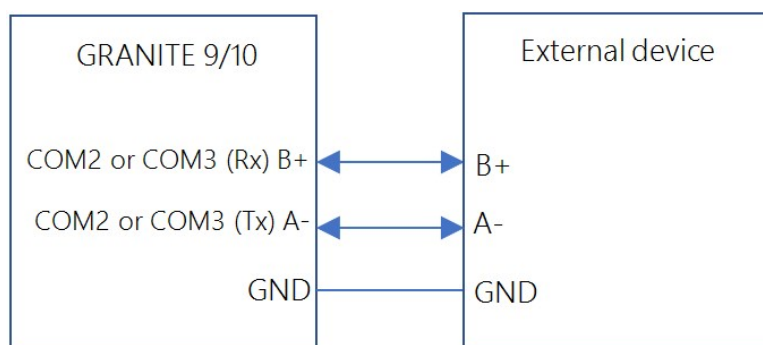 GRANITE 9/10
External device
COM2 or COM3 (Rx) B+
B+
COM2 or COM3 (Tx) A-
A-
GND
GND